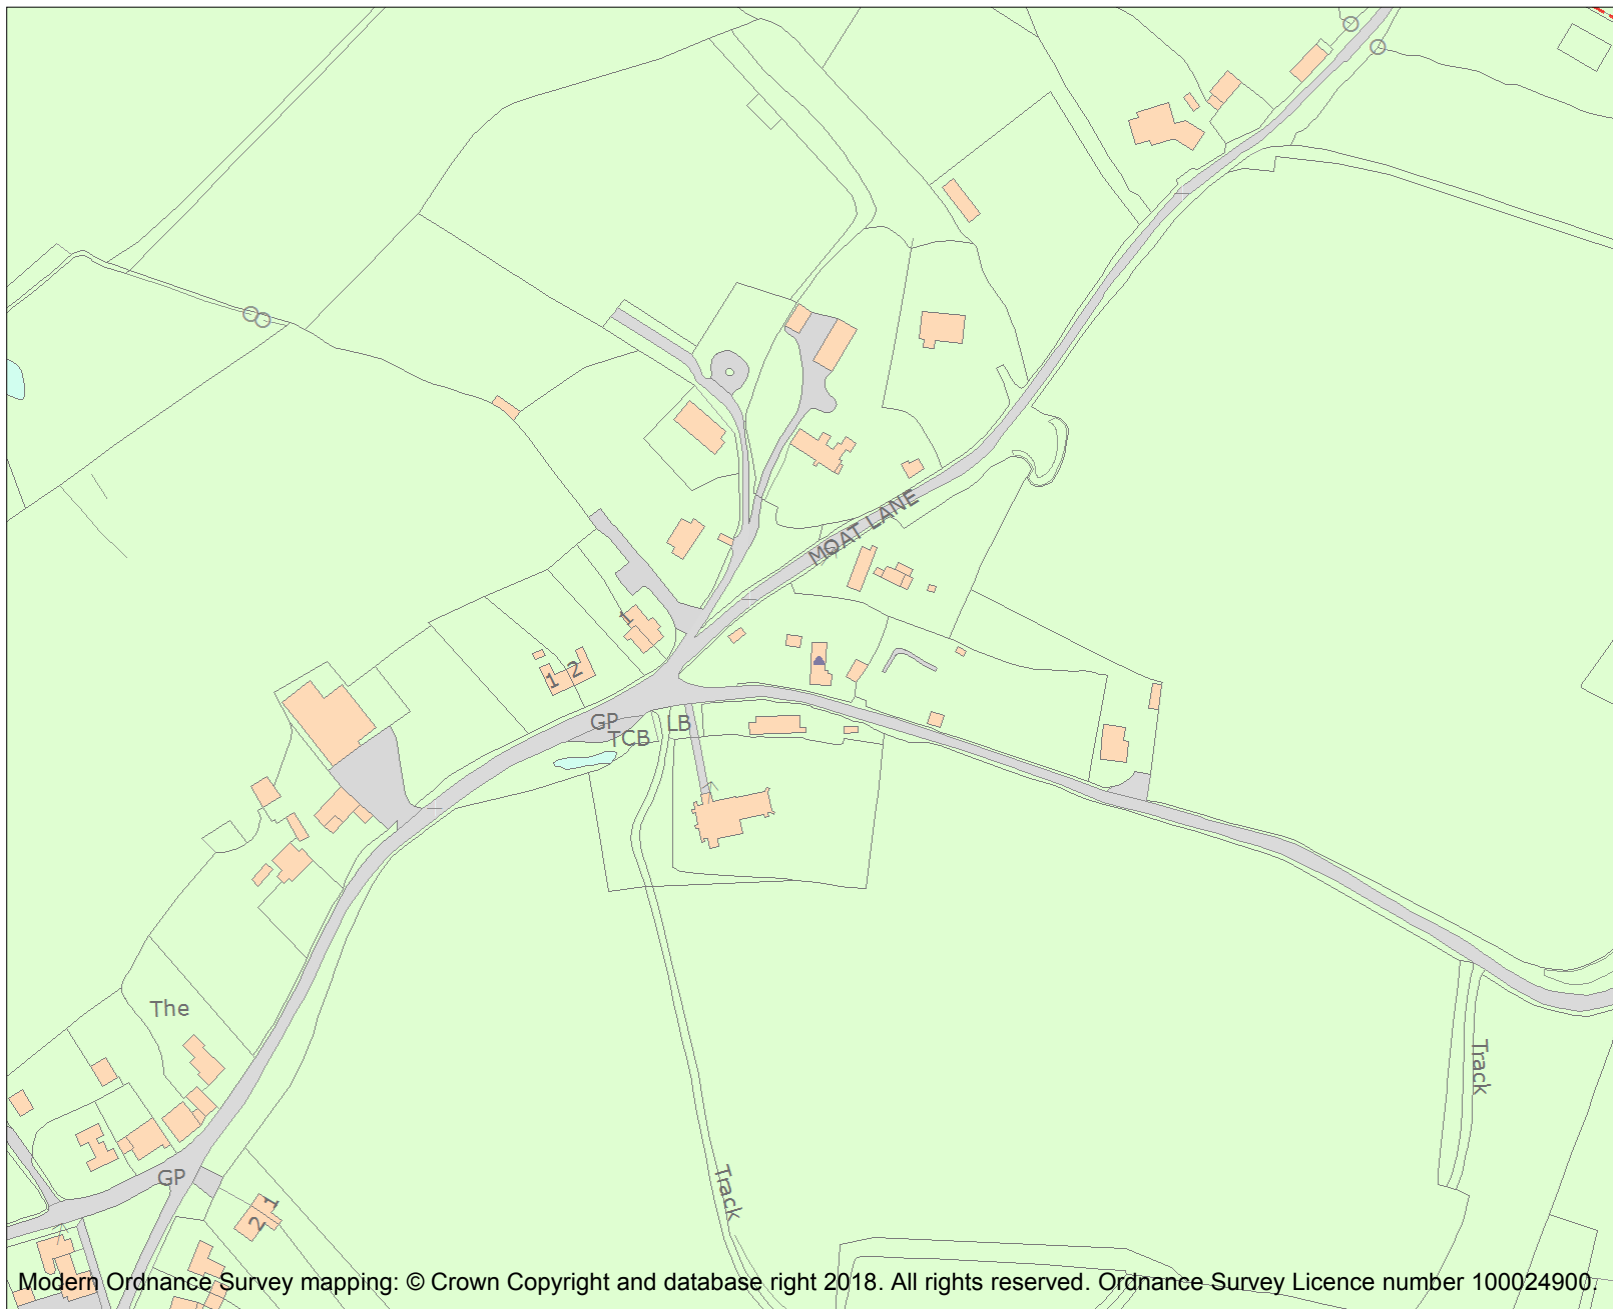 MOAT LANE
1
1
2
GP
LB
TCB
The
Track
GP
Track
1
2
Modern Ordnance Survey mapping: © Crown Copyright and database right 2018. All rights reserved. Ordnance Survey Licence number 100024900.